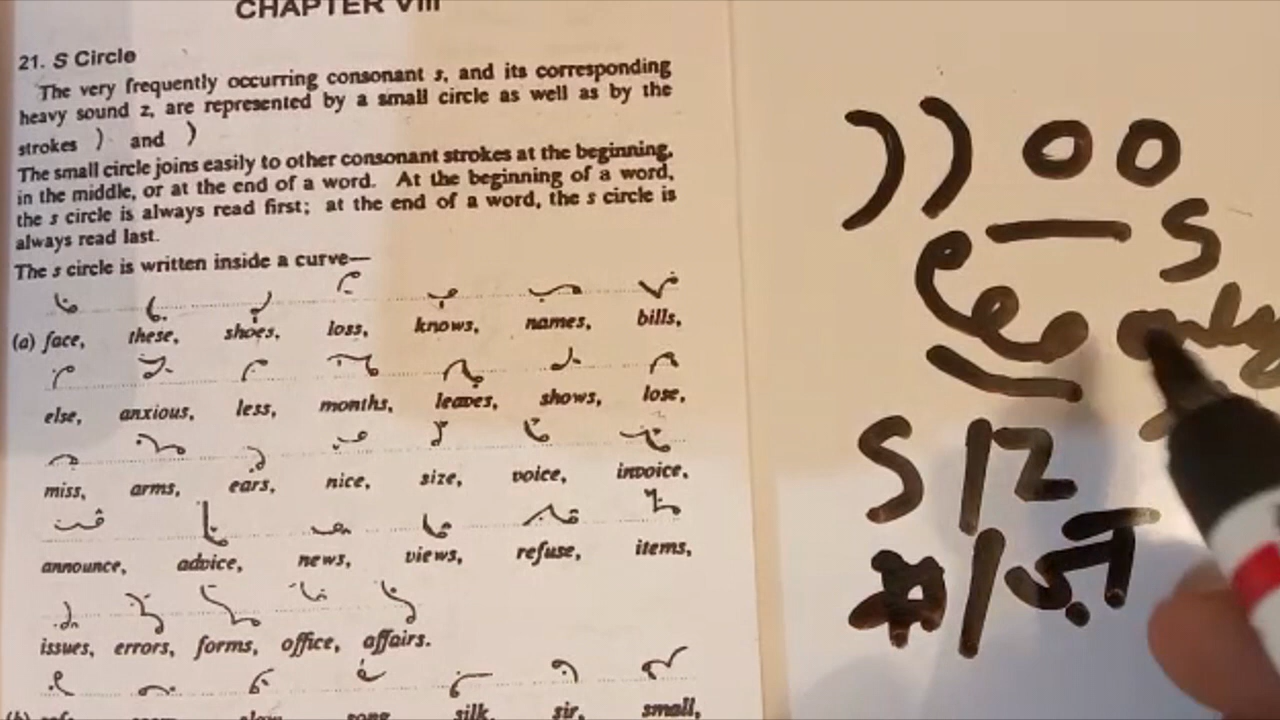 CHAPTER VIII
21. S Circle
The very frequently occurring consonant s, and its corresponding
heavy sound z, are represented by a small circle as well as by the
strokes ) and )
The small circle joins easily to other consonant strokes at the beginning,
in the middle, or at the end of a word. At the beginning of a word,
the s circle is always read first; at the end of a word, the s circle is
always read last.
The s circle is written inside a curve—
(a) face, these, shoes, loss, knows, names, bills,
else, anxious, less, months, leaves, shows, lose,
miss, arms, ears, nice, size, voice, invoice,
announce, advice, news, views, refuse, items,
issues, errors, forms, office, affairs.
song, silk, sir, small,
S
only
S / Z